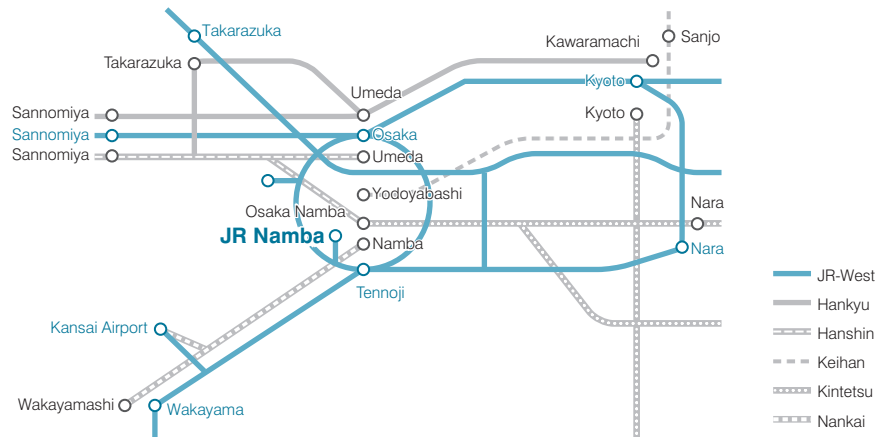 Takarazuka
Sanjo
Kawaramachi
Takarazuka
Kyoto
Umeda
Sannomiya
Kyoto
Sannomiya
Osaka
Sannomiya
Umeda
Yodoyabashi
Nara
Osaka Namba
JR Namba
Namba
Nara
Tennoji
Kansai Airport
Wakayamashi
Wakayama
JR-West
Hankyu
Hanshin
Keihan
Kintetsu
Nankai